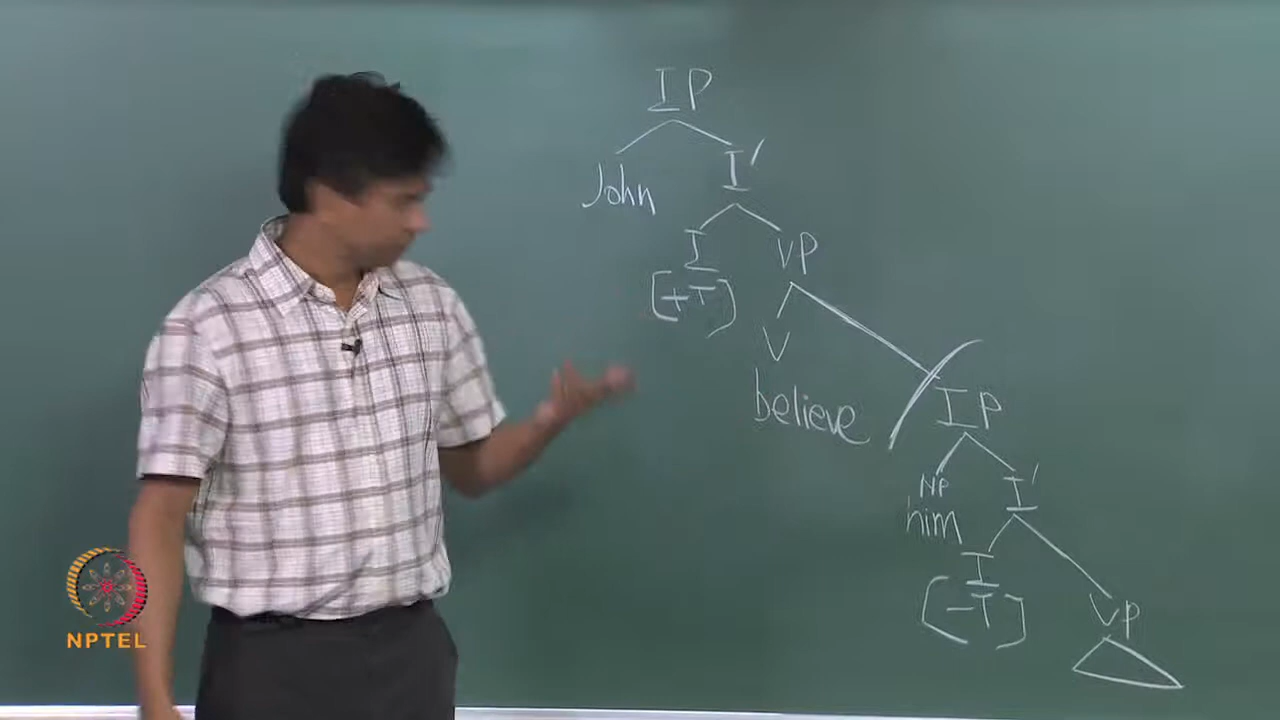 IP
John I'
I VP
[+T]
V
believe IP
NP I'
him
I
[-T] VP
NPTEL